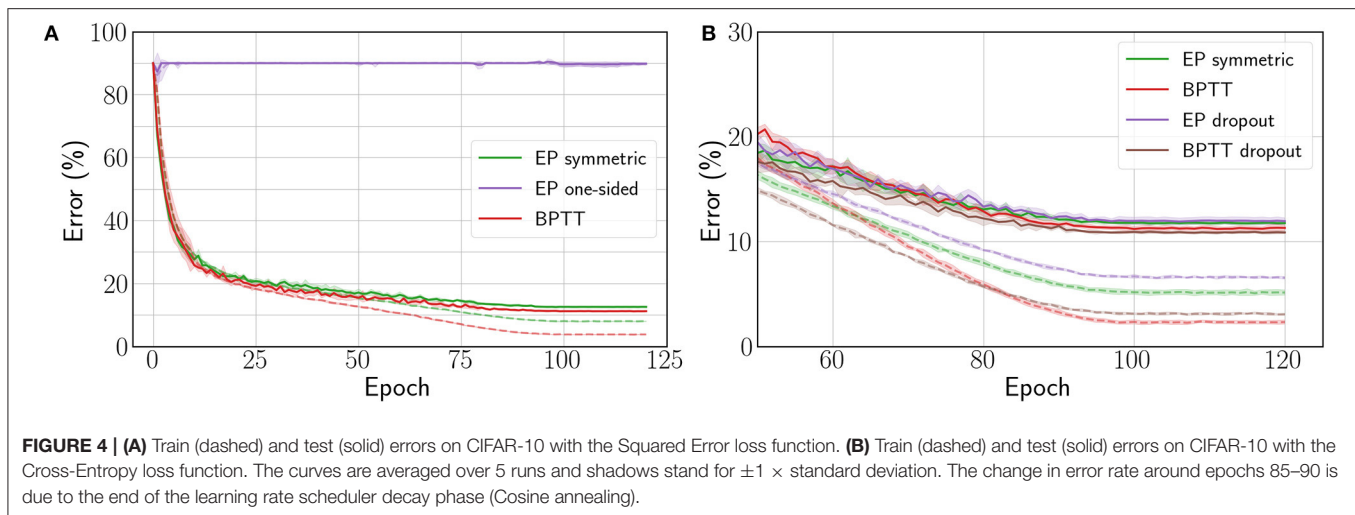 A
100
80
60
40
20
0
Error (%)
0 25 50 75 100 125
Epoch
EP symmetric
EP one-sided
BPTT
B
30
20
10
0
Error (%)
60 80 100 120
Epoch
EP symmetric
BPTT
EP dropout
BPTT dropout
FIGURE 4 | (A) Train (dashed) and test (solid) errors on CIFAR-10 with the Squared Error loss function. (B) Train (dashed) and test (solid) errors on CIFAR-10 with the
Cross-Entropy loss function. The curves are averaged over 5 runs and shadows stand for ±1 × standard deviation. The change in error rate around epochs 85–90 is
due to the end of the learning rate scheduler decay phase (Cosine annealing).